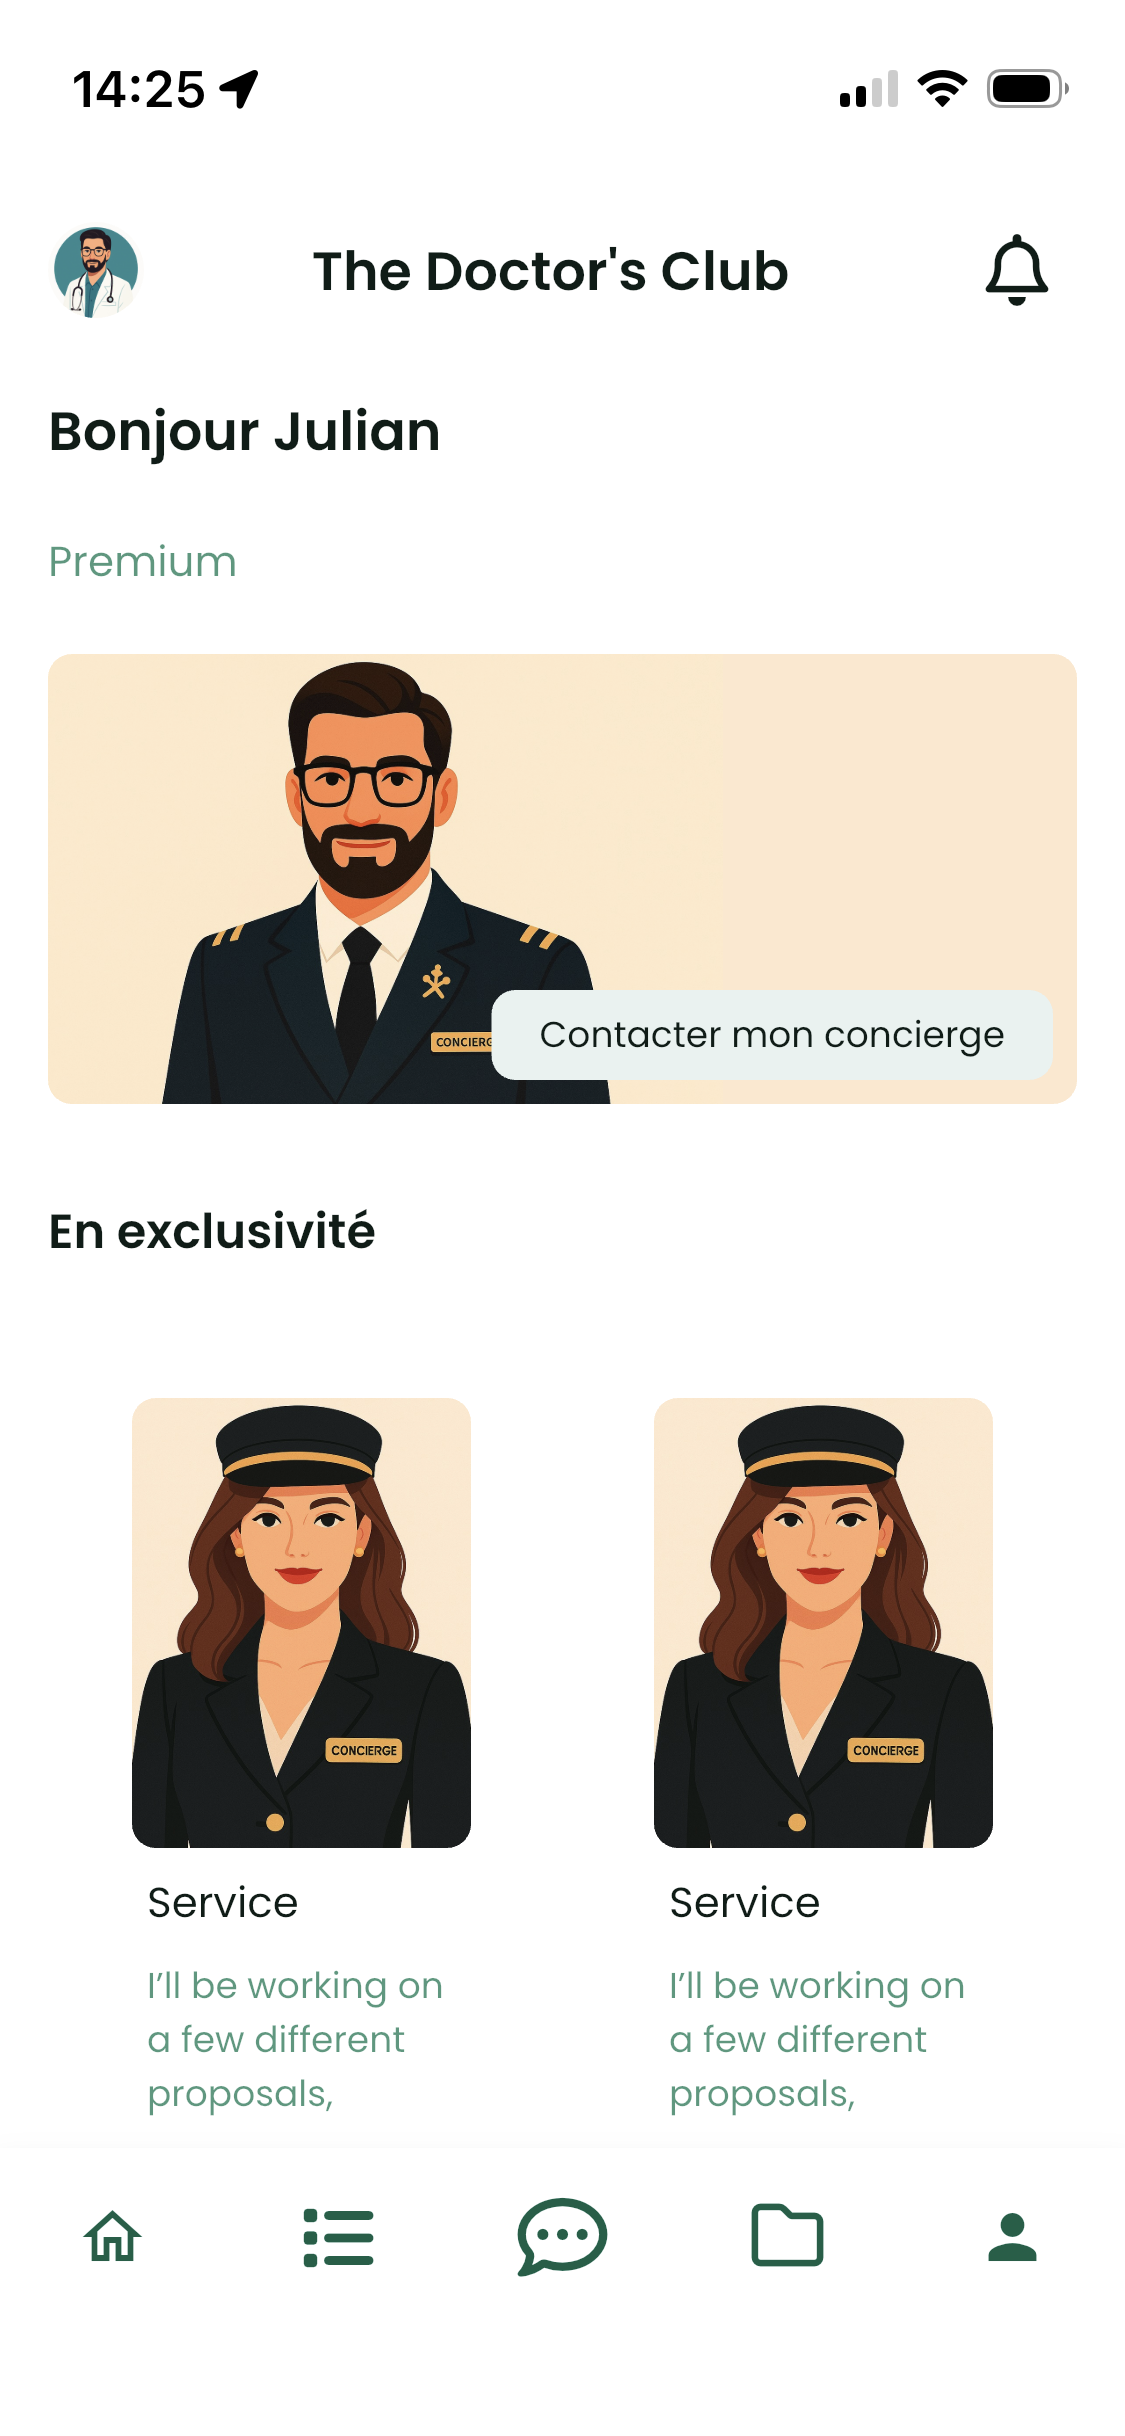 14:25
The Doctor's Club
Bonjour Julian
Premium
CONCIERG
Contacter mon concierge
En exclusivité
CONCIERGE
CONCIERGE
Service
Service
I'll be working on
a few different
proposals,
I'll be working on
a few different
proposals,